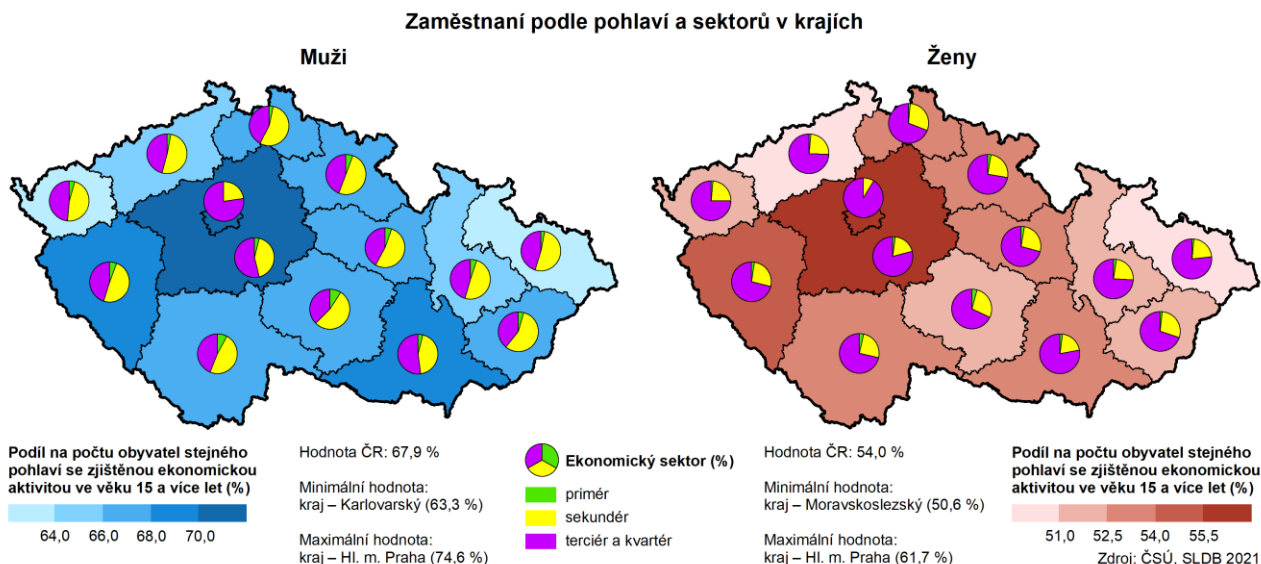 Zaměstnaní podle pohlaví a sektorů v krajích
Muži
Ženy
Podíl na počtu obyvatel stejného
pohlaví se zjištěnou ekonomickou
aktivitou ve věku 15 a více let (%)
64,0 66,0 68,0 70,0
Hodnota ČR: 67,9 %
Minimální hodnota:
kraj – Karlovarský (63,3 %)
Maximální hodnota:
kraj – Hl. m. Praha (74,6 %)
Ekonomický sektor (%)
primér
sekundér
terciér a kvartér
Hodnota ČR: 54,0 %
Minimální hodnota:
kraj – Moravskoslezský (50,6 %)
Maximální hodnota:
kraj – Hl. m. Praha (61,7 %)
Podíl na počtu obyvatel stejného
pohlaví se zjištěnou ekonomickou
aktivitou ve věku 15 a více let (%)
51,0 52,5 54,0 55,5
Zdroj: ČSÚ, SLDB 2021